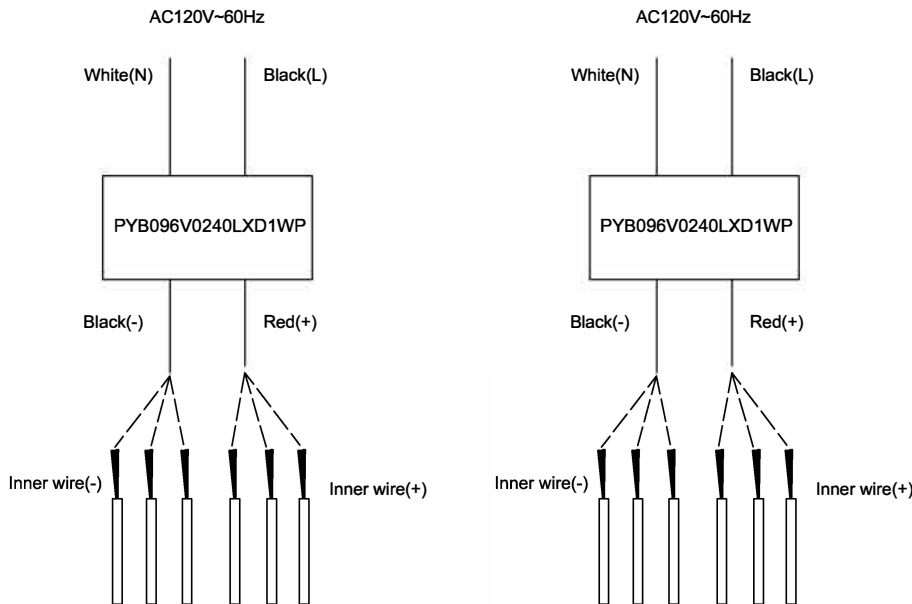 AC120V~60Hz
White(N)
Black(L)
PYB096V0240LXD1WP
Black(-)
Red(+)
Inner wire(-)
Inner wire(+)
AC120V~60Hz
White(N)
Black(L)
PYB096V0240LXD1WP
Black(-)
Red(+)
Inner wire(-)
Inner wire(+)